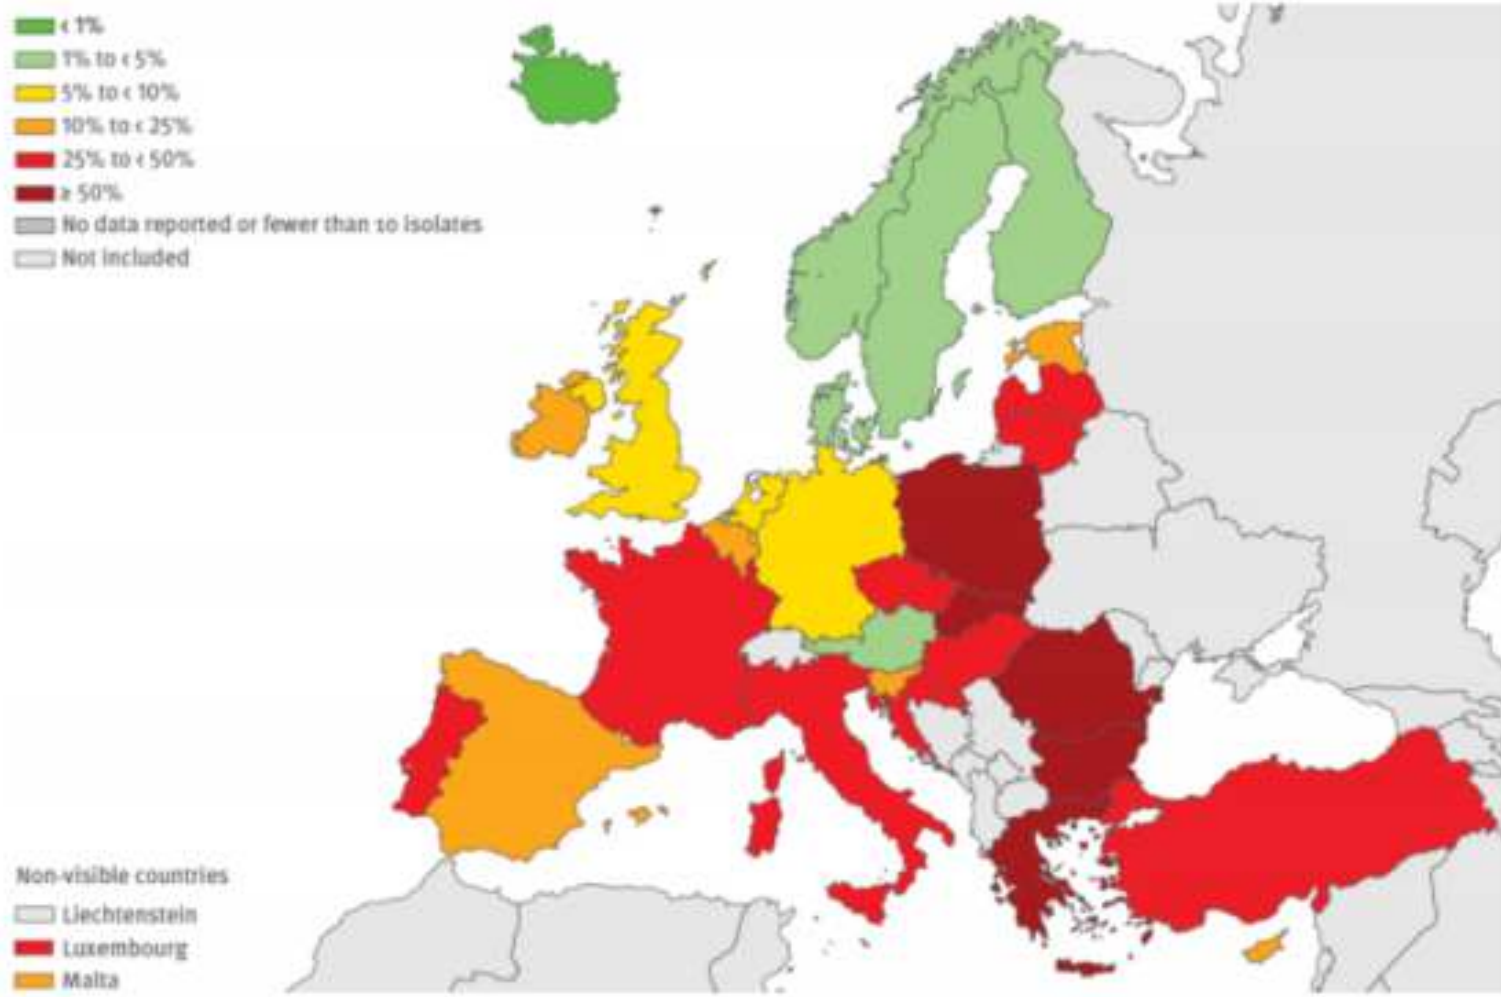 < 1%
1% to < 5%
5% to < 10%
10% to < 25%
25% to < 50%
≥ 50%
No data reported or fewer than 10 isolates
Not included
Non-visible countries
Liechtenstein
Luxembourg
Malta